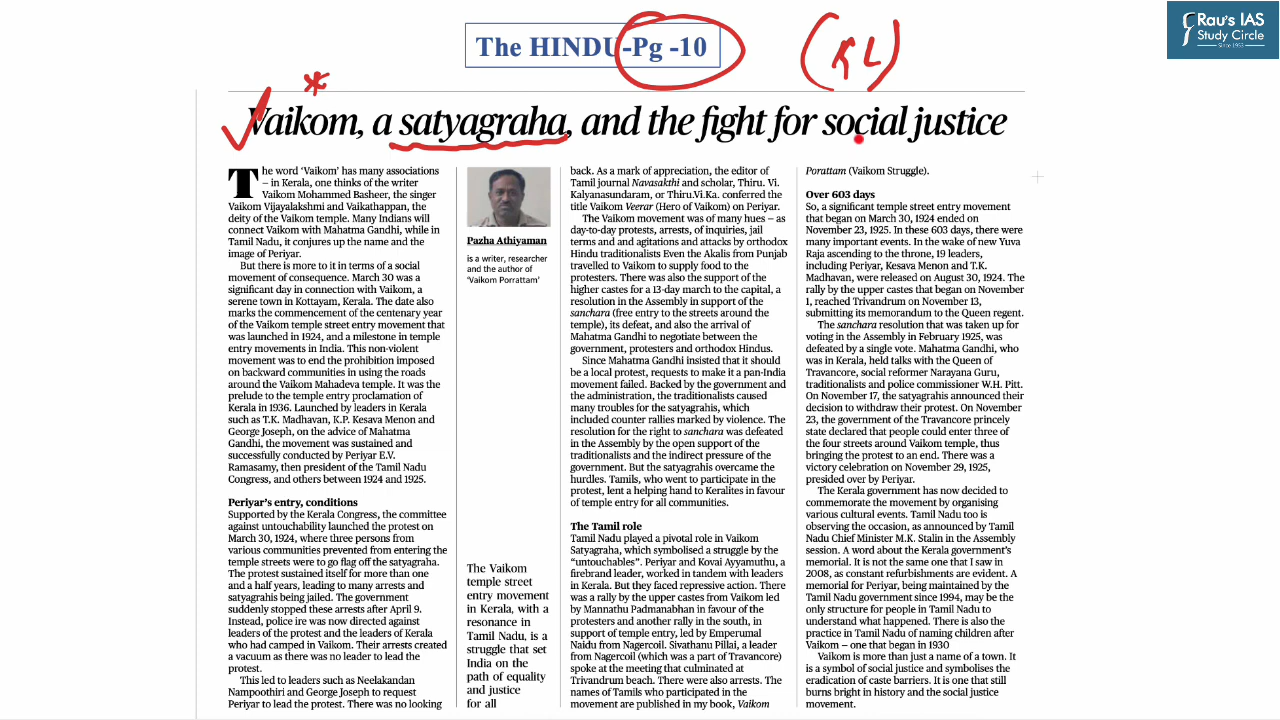 The HINDU-Pg -10
Rau's IAS
Study Circle
Since 1953
Vaikom, a satyagraha, and the fight for social justice
The word 'Vaikom' has many associations
– in Kerala, one thinks of the writer
Vaikom Mohammed Basheer, the singer
Vaikom Vijayalakshmi and Vaikathappan, the
deity of the Vaikom temple. Many Indians will
connect Vaikom with Mahatma Gandhi, while in
Tamil Nadu, it conjures up the name and the
image of Periyar.
But there is more to it in terms of a social
movement of consequence. March 30 was a
significant day in connection with Vaikom, a
serene town in Kottayam, Kerala. The date also
marks the commencement of the centenary year
of the Vaikom temple street entry movement that
was launched in 1924, and a milestone in temple
entry movements in India. This non-violent
movement was to end the prohibition imposed
on backward communities in using the roads
around the Vaikom Mahadeva temple. It was the
prelude to the temple entry proclamation of
Kerala in 1936. Launched by leaders in Kerala
such as T.K. Madhavan, K.P. Kesava Menon and
George Joseph, on the advice of Mahatma
Gandhi, the movement was sustained and
successfully conducted by Periyar E.V.
Ramasamy, then president of the Tamil Nadu
Congress, and others between 1924 and 1925.
Periyar's entry, conditions
Supported by the Kerala Congress, the committee
against untouchability launched the protest on
March 30, 1924, where three persons from
various communities prevented from entering the
temple streets were to go flag off the satyagraha.
The protest sustained itself for more than one
and a half years, leading to many arrests and
satyagrahis being jailed. The government
suddenly stopped these arrests after April 9.
Instead, police ire was now directed against
leaders of the protest and the leaders of Kerala
who had camped in Vaikom. Their arrests created
a vacuum as there was no leader to lead the
protest.
This led to leaders such as Neelakandan
Nampoothiri and George Joseph to request
Periyar to lead the protest. There was no looking
Pazha Athiyaman
is a writer, researcher
and the author of
'Vaikom Porrattam'
The Vaikom
temple street
entry movement
in Kerala, with a
resonance in
Tamil Nadu, is a
struggle that set
India on the
path of equality
and justice
for all
back. As a mark of appreciation, the editor of
Tamil journal Navasakthi and scholar, Thiru. Vi.
Kalyanasundaram, or Thiru.Vi.Ka. conferred the
title Vaikom Veerar (Hero of Vaikom) on Periyar.
The Vaikom movement was of many hues – as
day-to-day protests, arrests, of inquiries, jail
terms and and agitations and attacks by orthodox
Hindu traditionalists Even the Akalis from Punjab
travelled to Vaikom to supply food to the
protesters. There was also the support of the
higher castes for a 13-day march to the capital, a
resolution in the Assembly in support of the
sanchara (free entry to the streets around the
temple), its defeat, and also the arrival of
Mahatma Gandhi to negotiate between the
government, protesters and orthodox Hindus.
Since Mahatma Gandhi insisted that it should
be a local protest, requests to make it a pan-India
movement failed. Backed by the government and
the administration, the traditionalists caused
many troubles for the satyagrahis, which
included counter rallies marked by violence. The
resolution for the right to sanchara was defeated
in the Assembly by the open support of the
traditionalists and the indirect pressure of the
government. But the satyagrahis overcame the
hurdles. Tamils, who went to participate in the
protest, lent a helping hand to Keralites in favour
of temple entry for all communities.
The Tamil role
Tamil Nadu played a pivotal role in Vaikom
Satyagraha, which symbolised a struggle by the
"untouchables". Periyar and Kovai Ayyamuthu, a
firebrand leader, worked in tandem with leaders
in Kerala. But they faced repressive action. There
was a rally by the upper castes from Vaikom led
by Mannathu Padmanabhan in favour of the
protesters and another rally in the south, in
support of temple entry, led by Emperumal
Naidu from Nagercoil. Sivathanu Pillai, a leader
from Nagercoil (which was a part of Travancore)
spoke at the meeting that culminated at
Trivandrum beach. There were also arrests. The
names of Tamils who participated in the
movement are published in my book, Vaikom
Porattam (Vaikom Struggle).
Over 603 days
So, a significant temple street entry movement
that began on March 30, 1924 ended on
November 23, 1925. In these 603 days, there were
many important events. In the wake of new Yuva
Raja ascending to the throne, 19 leaders,
including Periyar, Kesava Menon and T.K.
Madhavan, were released on August 30, 1924. The
rally by the upper castes that began on November
1, reached Trivandrum on November 13,
submitting its memorandum to the Queen regent.
The sanchara resolution that was taken up for
voting in the Assembly in February 1925, was
defeated by a single vote. Mahatma Gandhi, who
was in Kerala, held talks with the Queen of
Travancore, social reformer Narayana Guru,
traditionalists and police commissioner W.H. Pitt.
On November 17, the satyagrahis announced their
decision to withdraw their protest. On November
23, the government of the Travancore princely
state declared that people could enter three of
the four streets around Vaikom temple, thus
bringing the protest to an end. There was a
victory celebration on November 29, 1925,
presided over by Periyar.
The Kerala government has now decided to
commemorate the movement by organising
various cultural events. Tamil Nadu too is
observing the occasion, as announced by Tamil
Nadu Chief Minister M.K. Stalin in the Assembly
session. A word about the Kerala government's
memorial. It is not the same one that I saw in
2008, as constant refurbishments are evident. A
memorial for Periyar, being maintained by the
Tamil Nadu government since 1994, may be the
only structure for people in Tamil Nadu to
understand what happened. There is also the
practice in Tamil Nadu of naming children after
Vaikom – one that began in 1930
Vaikom is more than just a name of a town. It
is a symbol of social justice and symbolises the
eradication of caste barriers. It is one that still
burns bright in history and the social justice
movement.